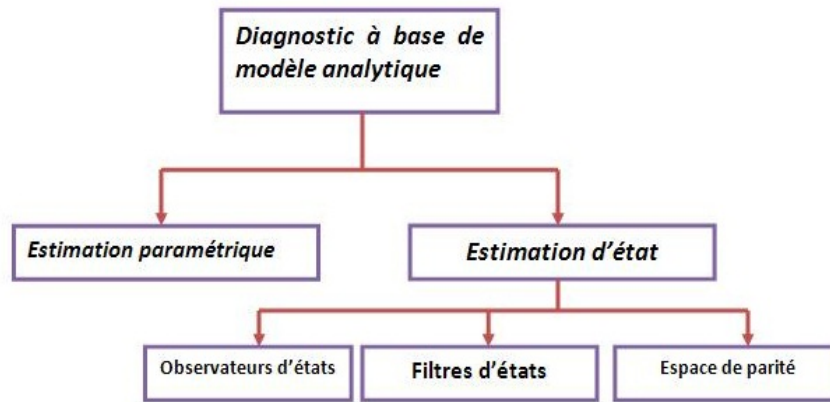 Diagnostic à base de
modèle analytique
Estimation paramétrique
Estimation d’état
Observateurs d’états
Filtres d’états
Espace de parité